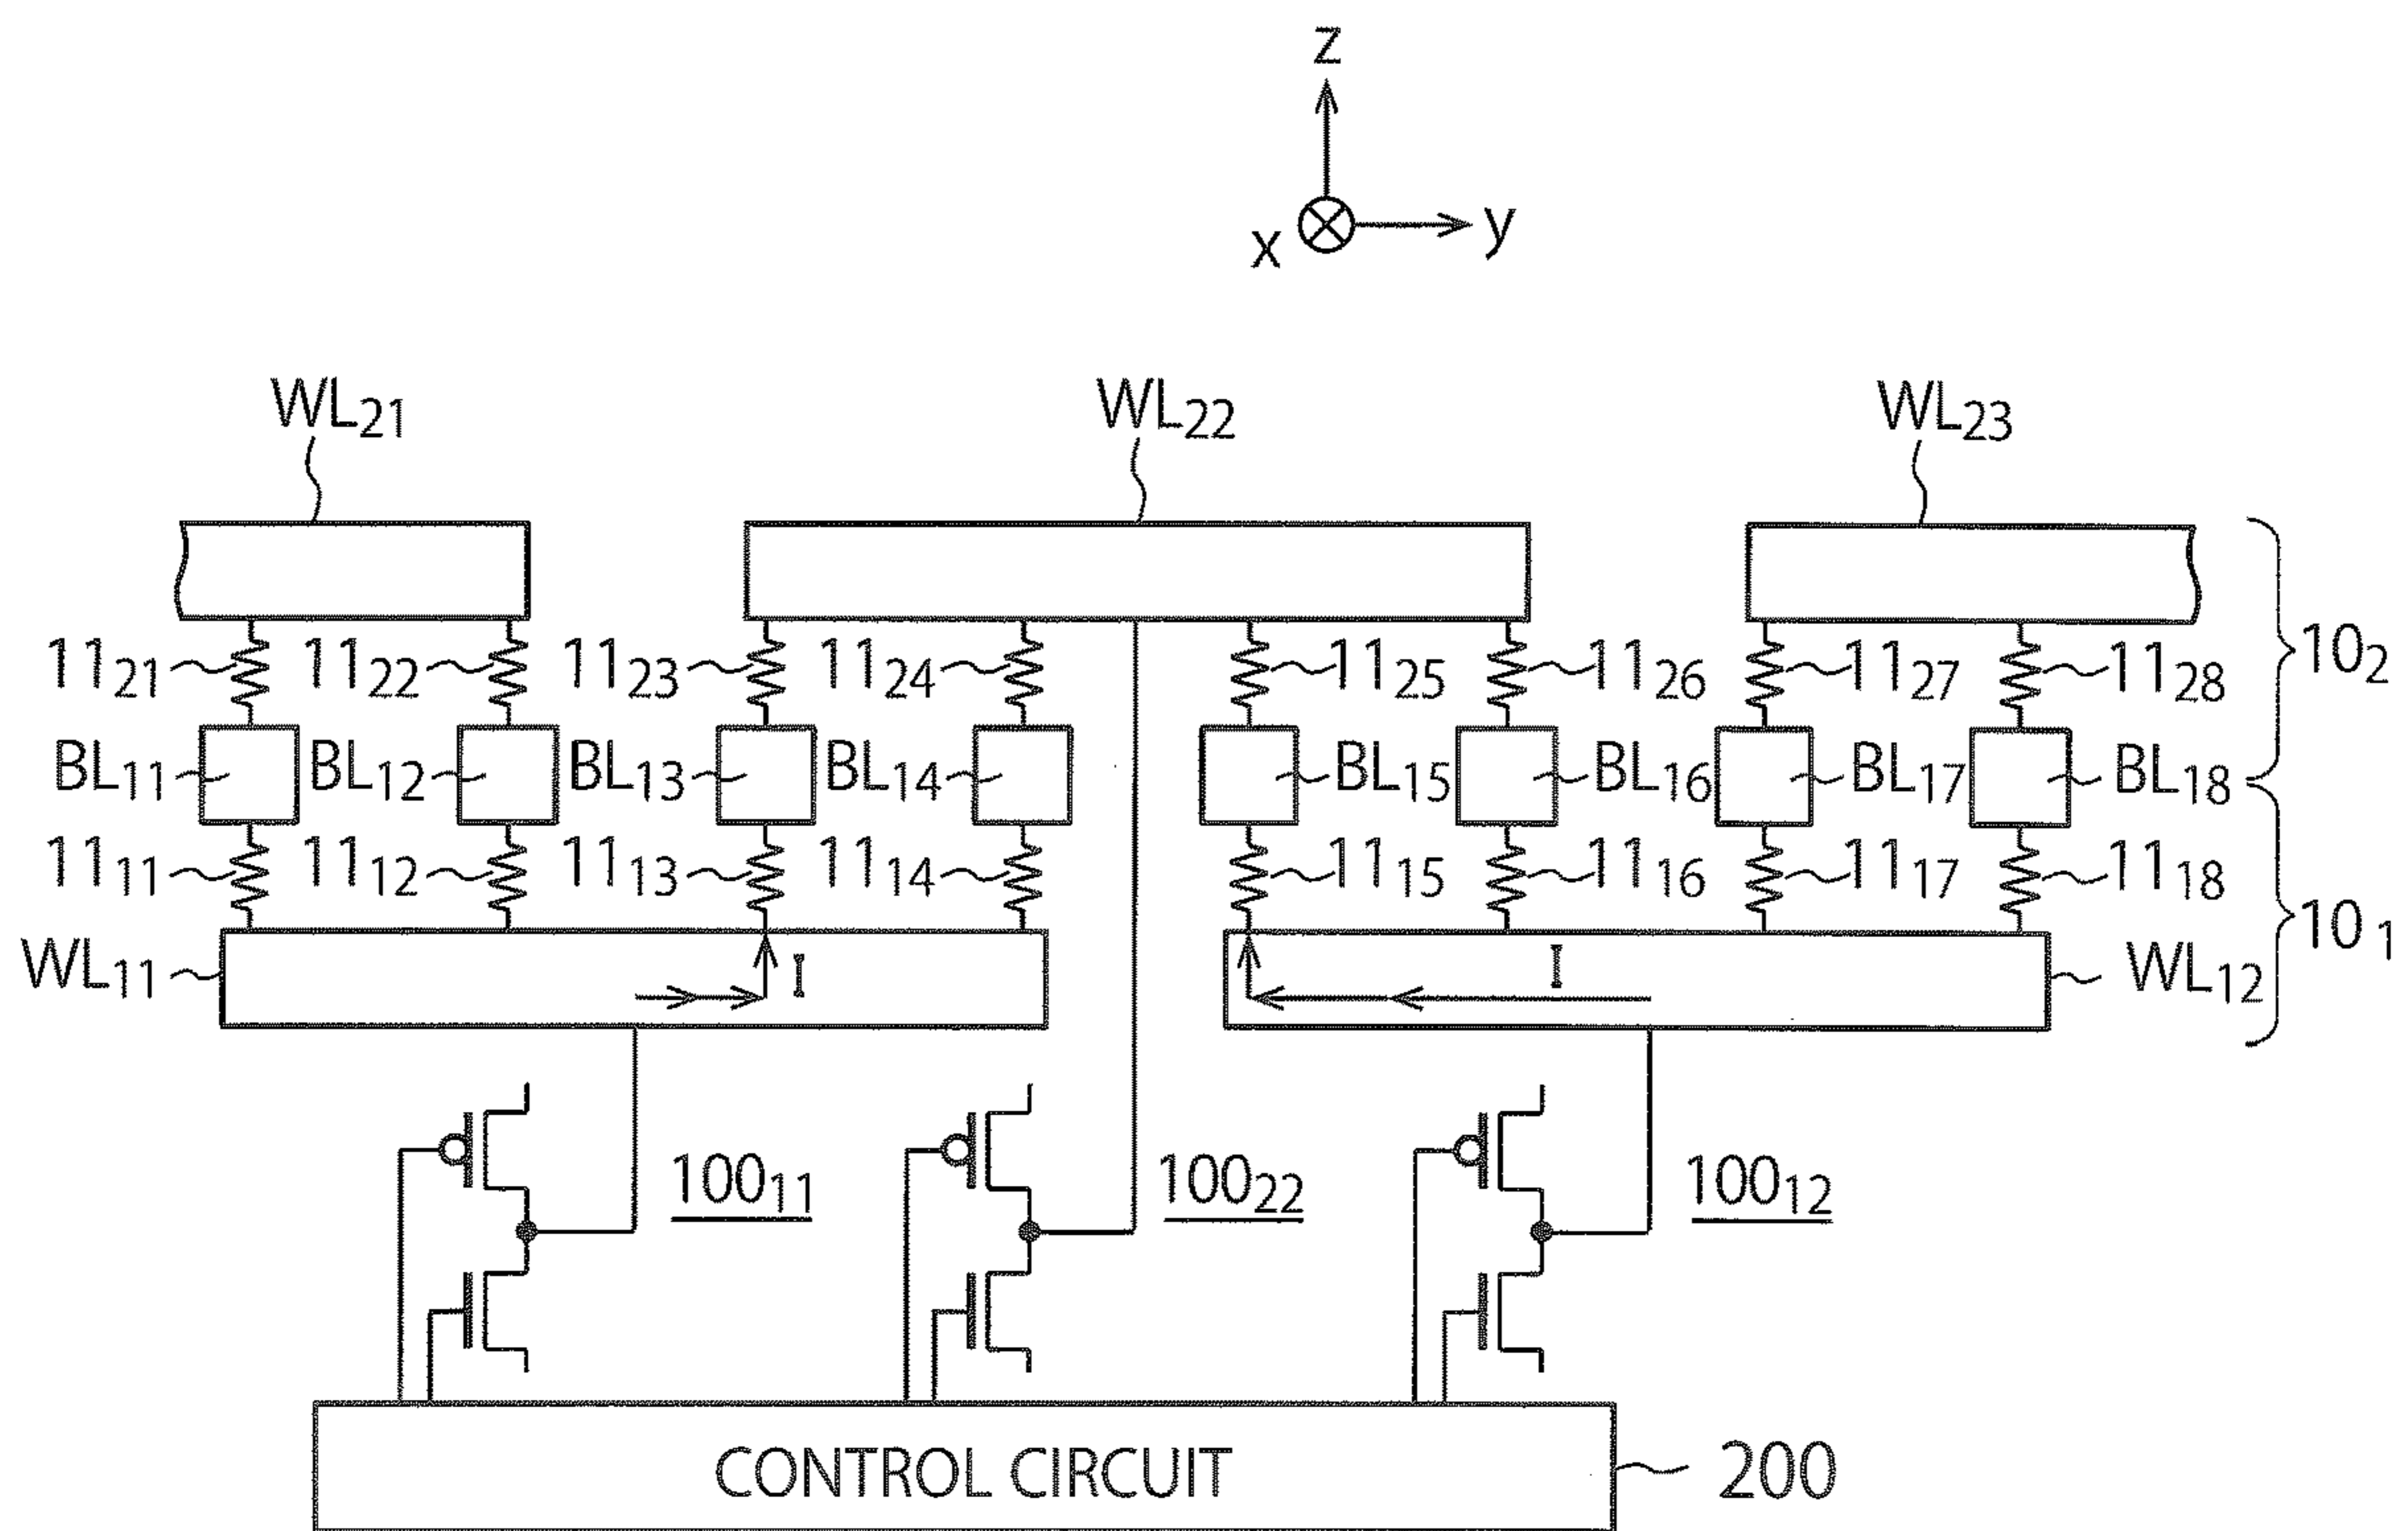 z
x y
WL21 WL22 WL23
1121 1122 1123 1124 1125 1126 1127 1128 102
BL11 BL12 BL13 BL14 BL15 BL16 BL17 BL18
1111 1112 1113 1114 1115 1116 1117 1118 101
WL11 I I WL12
10011 10022 10012
CONTROL CIRCUIT 200